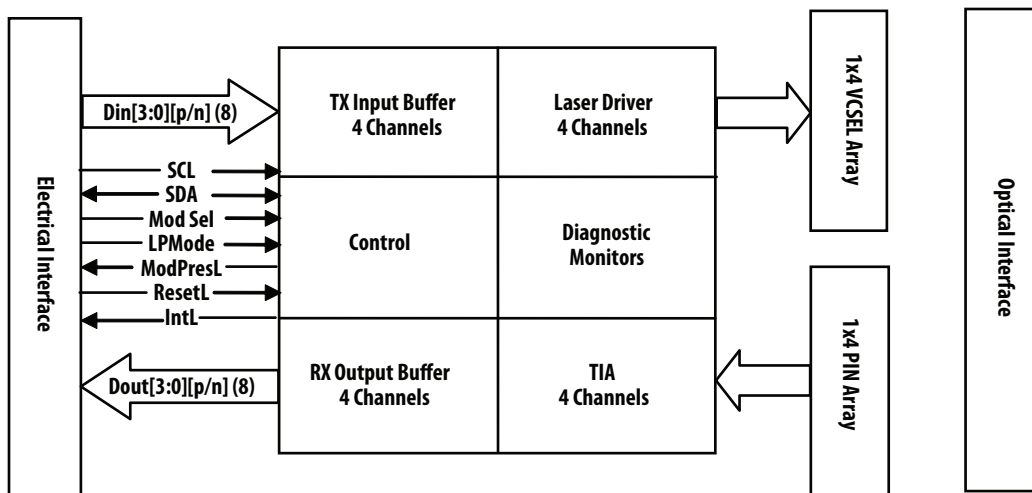 Electrical Interface
Din[3:0][p/n] (8)
SCL
SDA
Mod Sel
LPMode
ModPresL
ResetL
IntL
Dout[3:0][p/n] (8)
TX Input Buffer
4 Channels
Laser Driver
4 Channels
Control
Diagnostic
Monitors
RX Output Buffer
4 Channels
TIA
4 Channels
1x4 VCSEL Array
1x4 PIN Array
Optical Interface